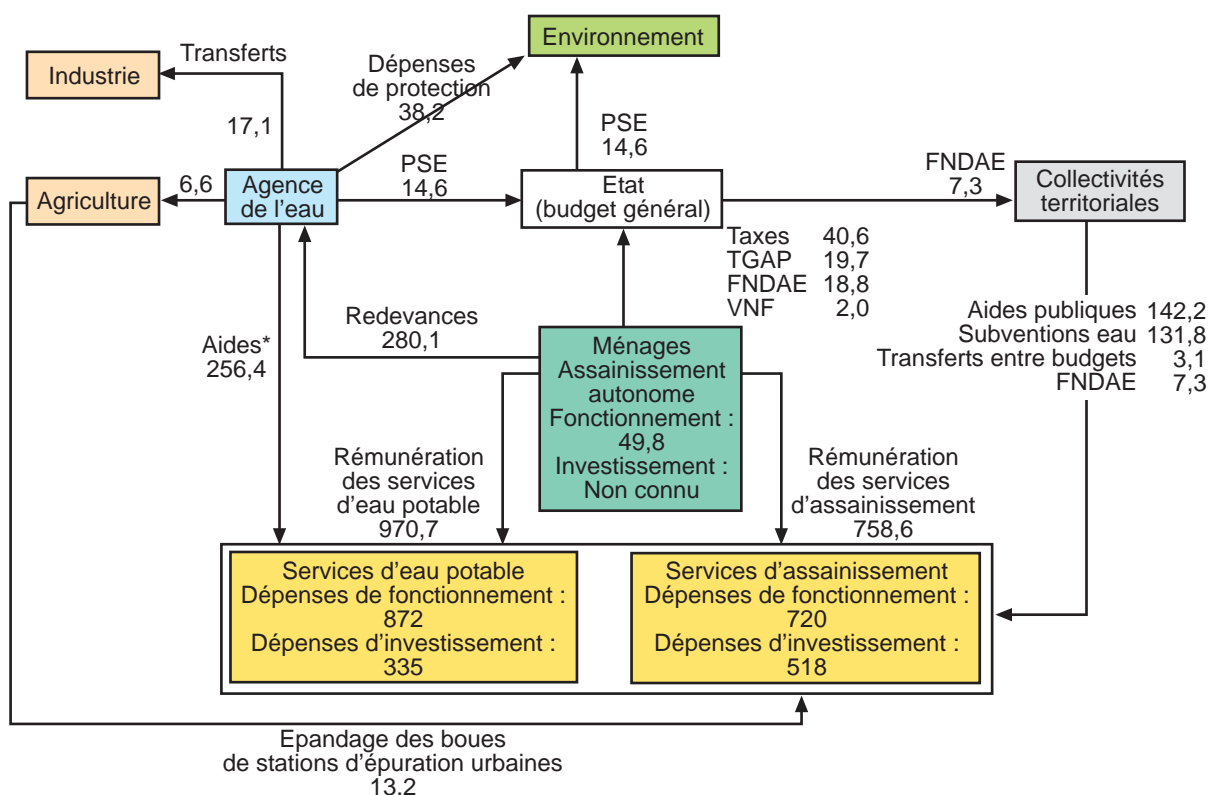 Environnement
Transferts
Industrie
Dépenses
de protection
38,2
17,1
PSE
14,6
FNDAE
7,3
PSE
14,6
6,6
Agriculture
Agence
de l'eau
Etat
(budget général)
Collectivités
territoriales
Taxes 40,6
TGAP 19,7
FNDAE 18,8
VNF 2,0
Redevances
280,1
Aides*
256,4
Aides publiques 142,2
Subventions eau 131,8
Transferts entre budgets 3,1
FNDAE 7,3
Ménages
Assainissement
autonome
Fonctionnement :
49,8
Investissement :
Non connu
Rémunération
des services
d'eau potable
970,7
Rémunération
des services
d'assainissement
758,6
Services d'eau potable
Dépenses de fonctionnement :
872
Dépenses d'investissement :
335
Services d'assainissement
Dépenses de fonctionnement :
720
Dépenses d'investissement :
518
Epandage des boues
de stations d'épuration urbaines
13,2